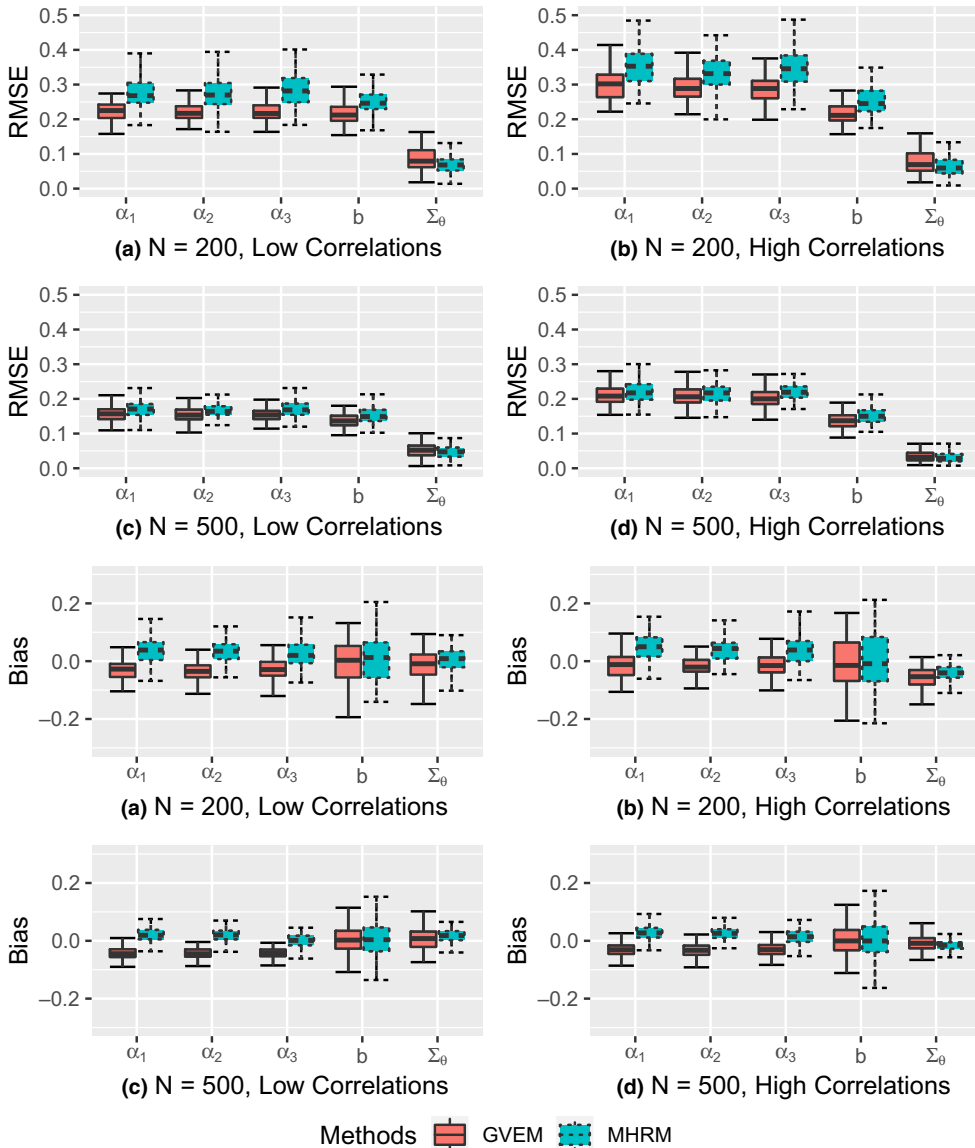 RMSE
0.5
0.4
0.3
0.2
0.1
0.0
α₁ α₂ α₃ b Σθ
(a) N = 200, Low Correlations
RMSE
0.5
0.4
0.3
0.2
0.1
0.0
α₁ α₂ α₃ b Σθ
(b) N = 200, High Correlations
RMSE
0.5
0.4
0.3
0.2
0.1
0.0
α₁ α₂ α₃ b Σθ
(c) N = 500, Low Correlations
RMSE
0.5
0.4
0.3
0.2
0.1
0.0
α₁ α₂ α₃ b Σθ
(d) N = 500, High Correlations
Bias
0.2
0.0
−0.2
α₁ α₂ α₃ b Σθ
(a) N = 200, Low Correlations
Bias
0.2
0.0
−0.2
α₁ α₂ α₃ b Σθ
(b) N = 200, High Correlations
Bias
0.2
0.0
−0.2
α₁ α₂ α₃ b Σθ
(c) N = 500, Low Correlations
Bias
0.2
0.0
−0.2
α₁ α₂ α₃ b Σθ
(d) N = 500, High Correlations
Methods GVEM MHRM